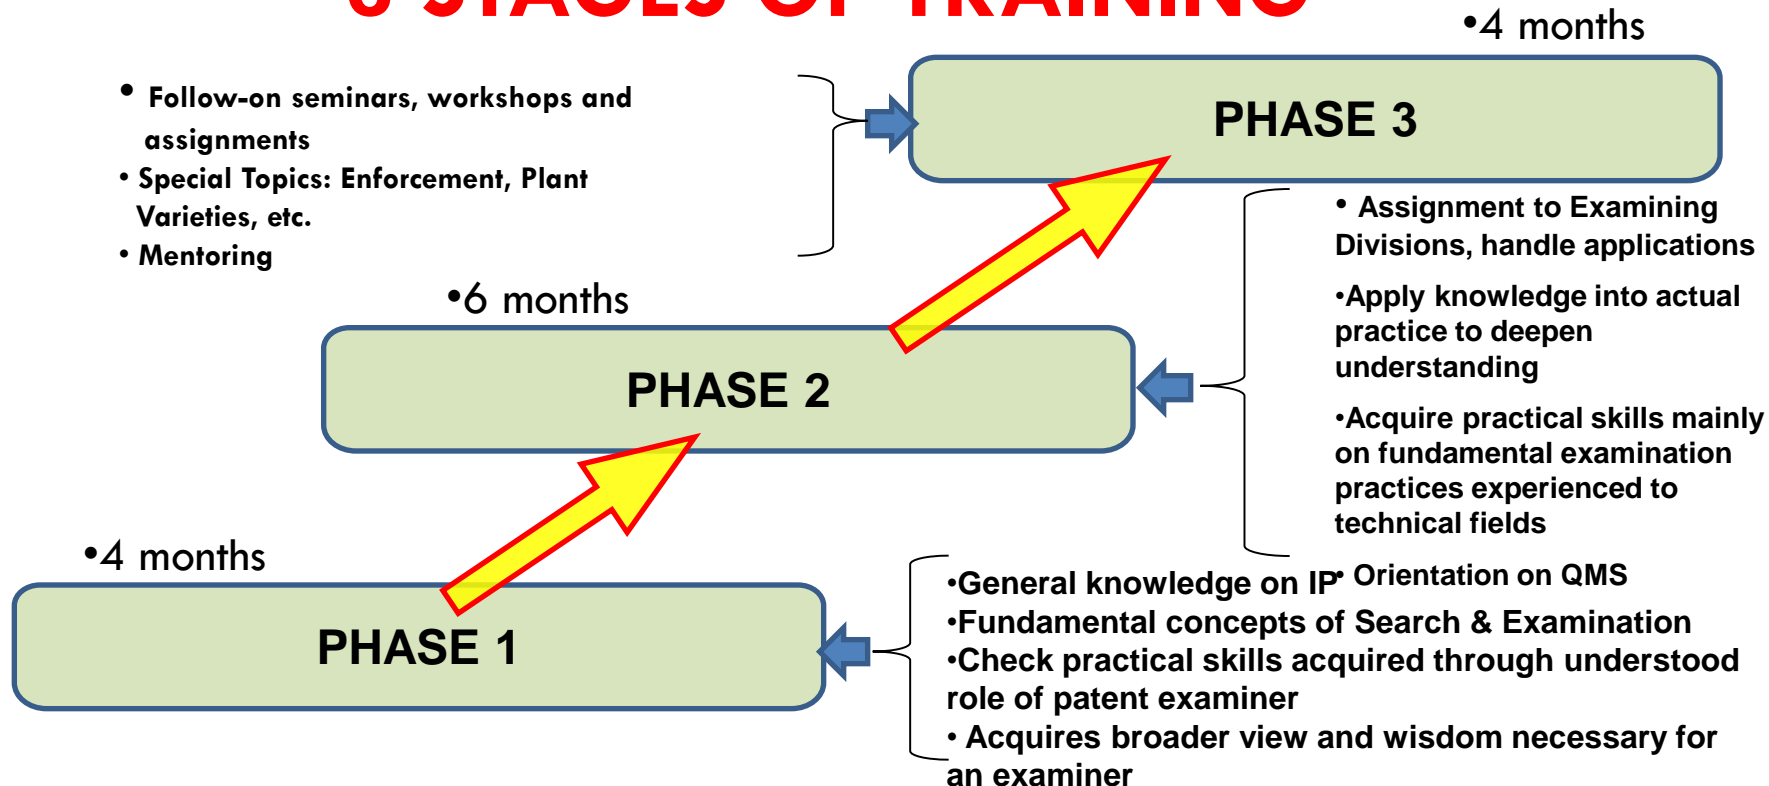 STAGES OF TRAINING
•4 months
• Follow-on seminars, workshops and
assignments
• Special Topics: Enforcement, Plant
Varieties, etc.
• Mentoring
PHASE 3
• Assignment to Examining
Divisions, handle applications
•Apply knowledge into actual
practice to deepen
understanding
•Acquire practical skills mainly
on fundamental examination
practices experienced to
technical fields
• Orientation on QMS
•6 months
PHASE 2
•4 months
PHASE 1
•General knowledge on IP
•Fundamental concepts of Search & Examination
•Check practical skills acquired through understood
role of patent examiner
• Acquires broader view and wisdom necessary for
an examiner